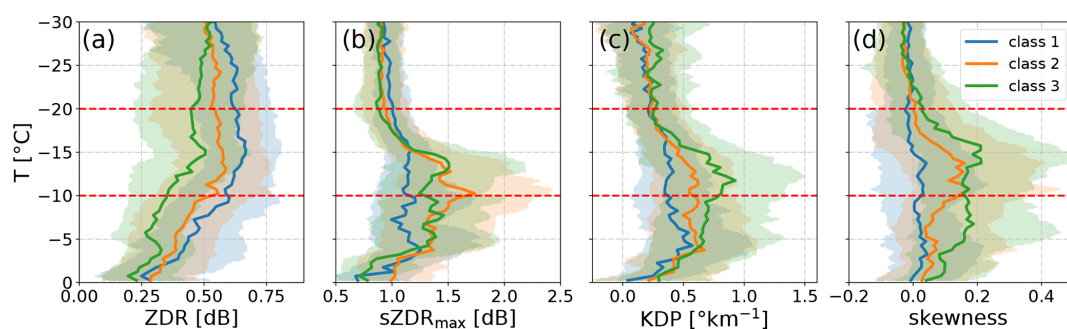 (a) (b) (c) (d)
class 1
class 2
class 3
T [°C]
−30
−25
−20
−15
−10
−5
0
0.00 0.25 0.50 0.75 0.5 1.0 1.5 2.0 2.5 0.0 0.5 1.0 1.5 −0.2 0.0 0.2 0.4
ZDR [dB] sZDRmax [dB] KDP [°km−1] skewness